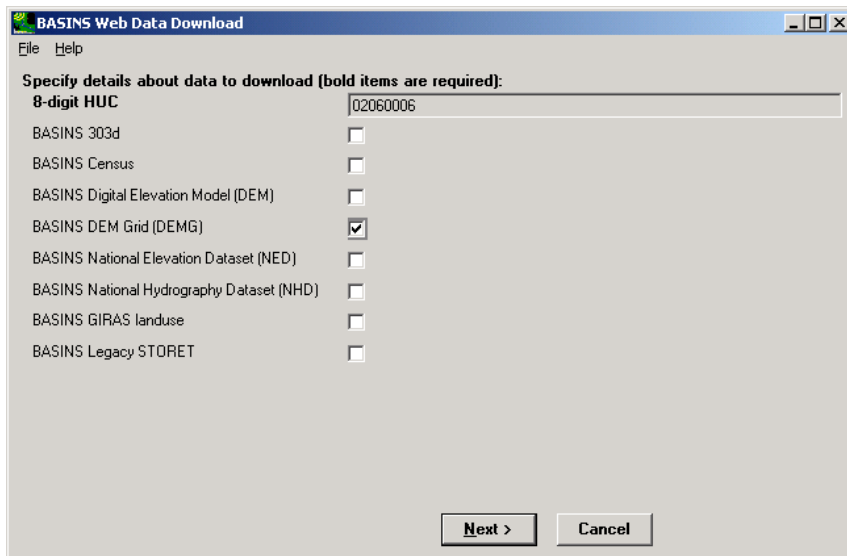 BASINS Web Data Download
File Help
Specify details about data to download (bold items are required):
8-digit HUC 02060006
BASINS 303d
BASINS Census
BASINS Digital Elevation Model (DEM)
BASINS DEM Grid (DEMG)
BASINS National Elevation Dataset (NED)
BASINS National Hydrography Dataset (NHD)
BASINS GIRAS landuse
BASINS Legacy STORET
Next > Cancel